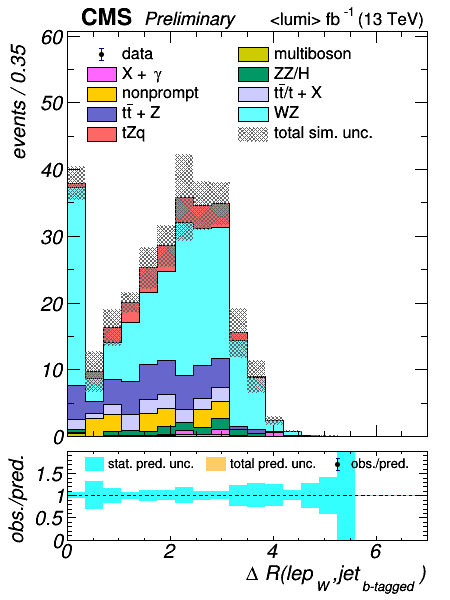 CMS Preliminary <lumi> fb⁻¹ (13 TeV)
events / 0.35
60
50
40
30
20
10
0
data
X + γ
nonprompt
tt̄ + Z
tZq
multiboson
ZZ/H
tt̄/t + X
WZ
total sim. unc.
obs./pred.
1.5
1
0.5
0
stat. pred. unc. total pred. unc. obs./pred.
0 2 4 6
Δ R(lep_W, jet_b-tagged)